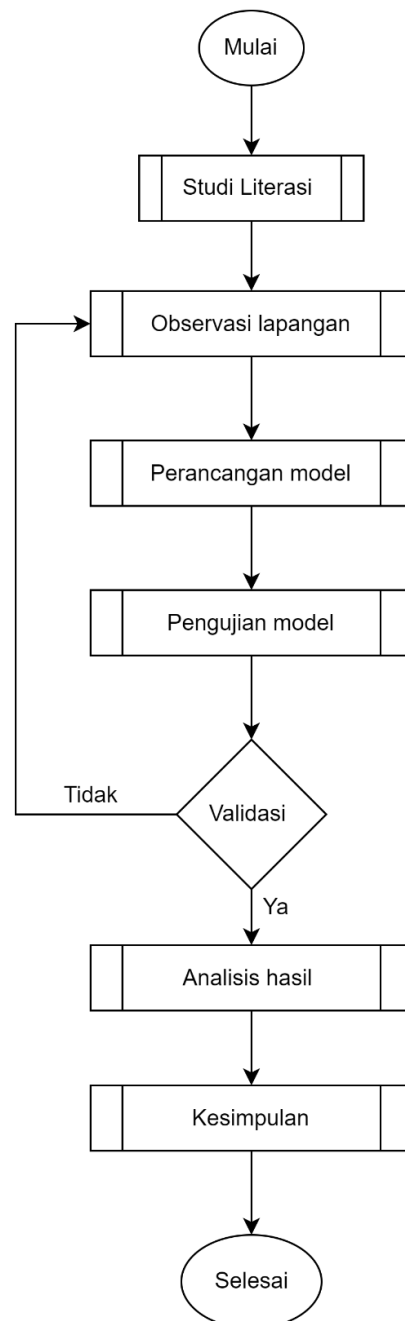 Mulai
Studi Literasi
Observasi lapangan
Perancangan model
Pengujian model
Tidak
Validasi
Ya
Analisis hasil
Kesimpulan
Selesai